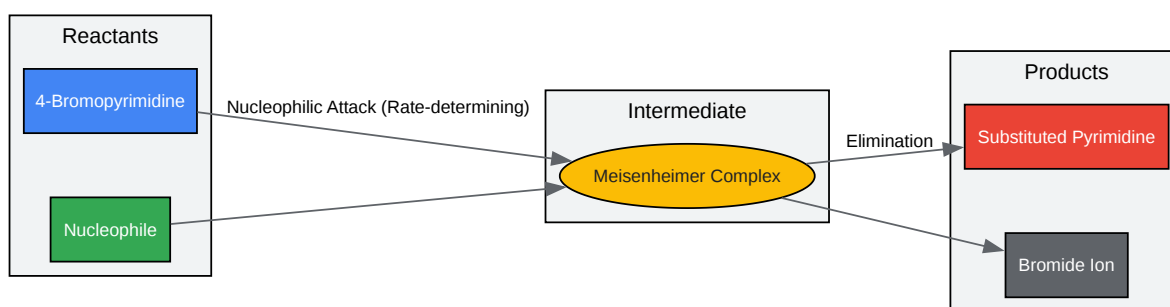 Reactants
4-Bromopyrimidine
Nucleophile
Nucleophilic Attack (Rate-determining)
Intermediate
Meisenheimer Complex
Elimination
Products
Substituted Pyrimidine
Bromide Ion